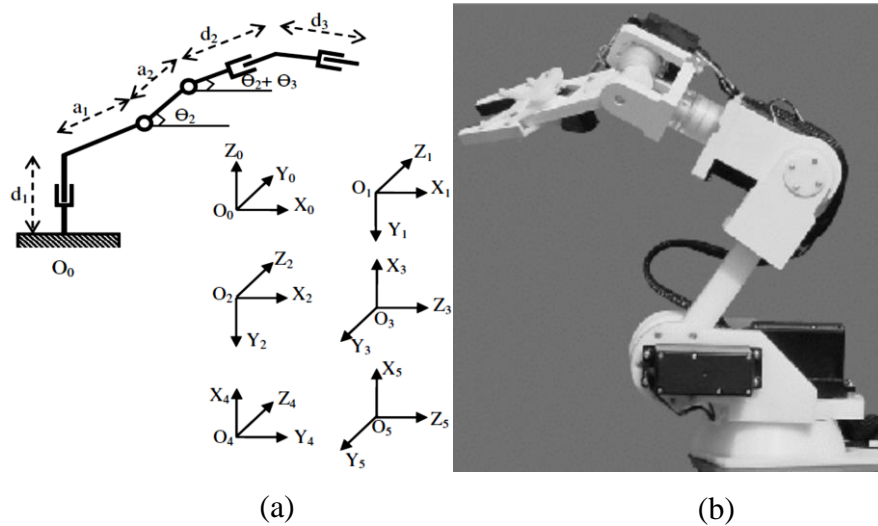 d₂ d₃
a₂
a₁
ϴ₂+ ϴ₃
ϴ₂
d₁
O₀
Z₀
Y₀
O₀ X₀
Z₁
O₁ X₁
Y₁
Z₂
O₂ X₂
Y₂
X₃
Z₃
O₃
Y₃
X₄
Z₄
O₄ Y₄
X₅
Z₅
O₅
Y₅
(a) (b)